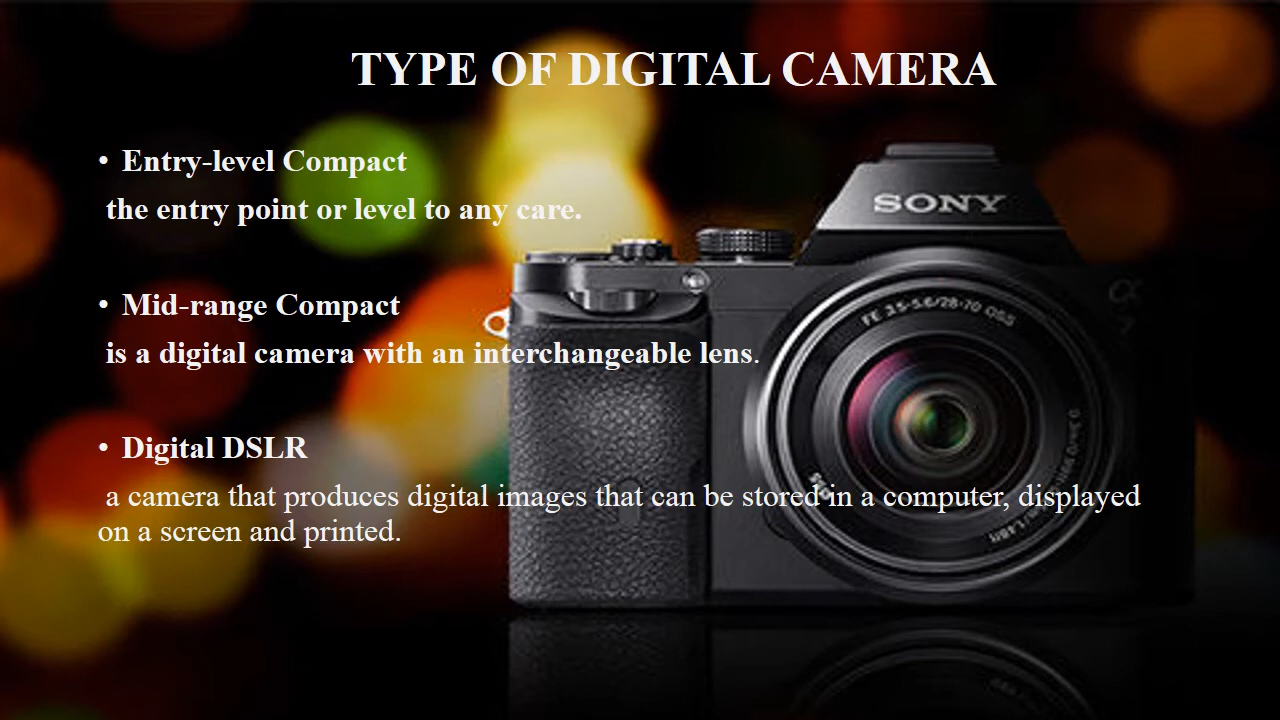 TYPE OF DIGITAL CAMERA
• Entry-level Compact
the entry point or level to any care.
• Mid-range Compact
is a digital camera with an interchangeable lens.
• Digital DSLR
a camera that produces digital images that can be stored in a computer, displayed
on a screen and printed.
SONY
FE 3.5-5.6/28-70 OSS
α